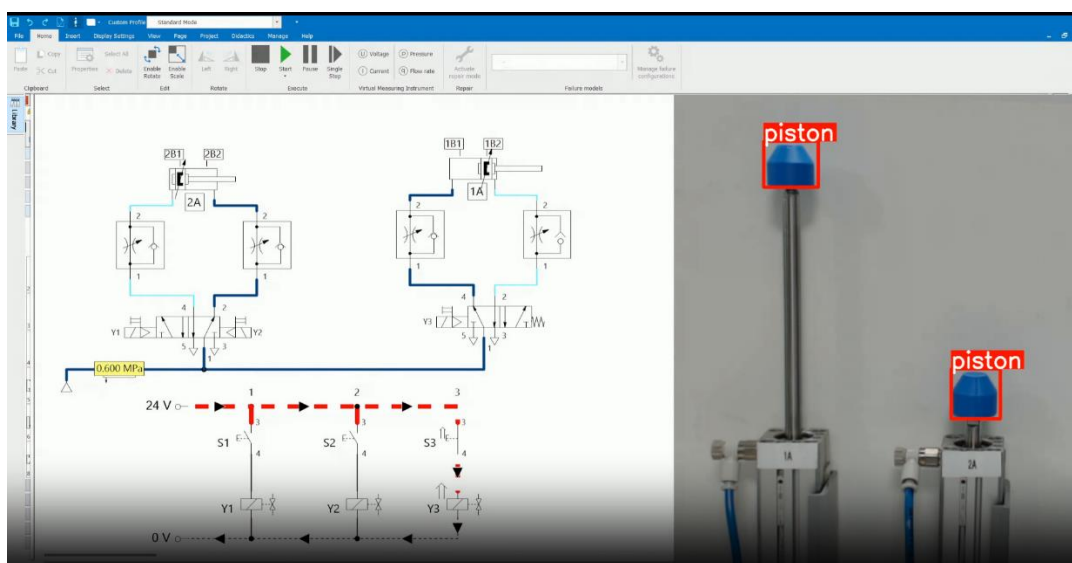 Custom Profile Standard Mode
File Home Insert Display Settings View Page Project Didactics Manage Help
Paste Copy Cut Properties Select All Delete Enable Rotate Enable Scale Left Right Stop Start Pause Single Step Voltage Pressure Current Flow rate Activate repair mode Manage failure configurations
Clipboard Select Edit Rotate Execute Virtual Measuring Instrument Repair Failure models
Library
2B1 2B2
2A
2 2
1 1
4 2
Y1 Y2
5 3
1
1B1 1B2
1A
2 2
1 1
4 2
Y3
5 3
1
0.600 MPa
1 2 3
24 V
3 3 3
S1 S2 S3
4 4 4
Y1 Y2 Y3
0 V
piston
piston
1A
2A